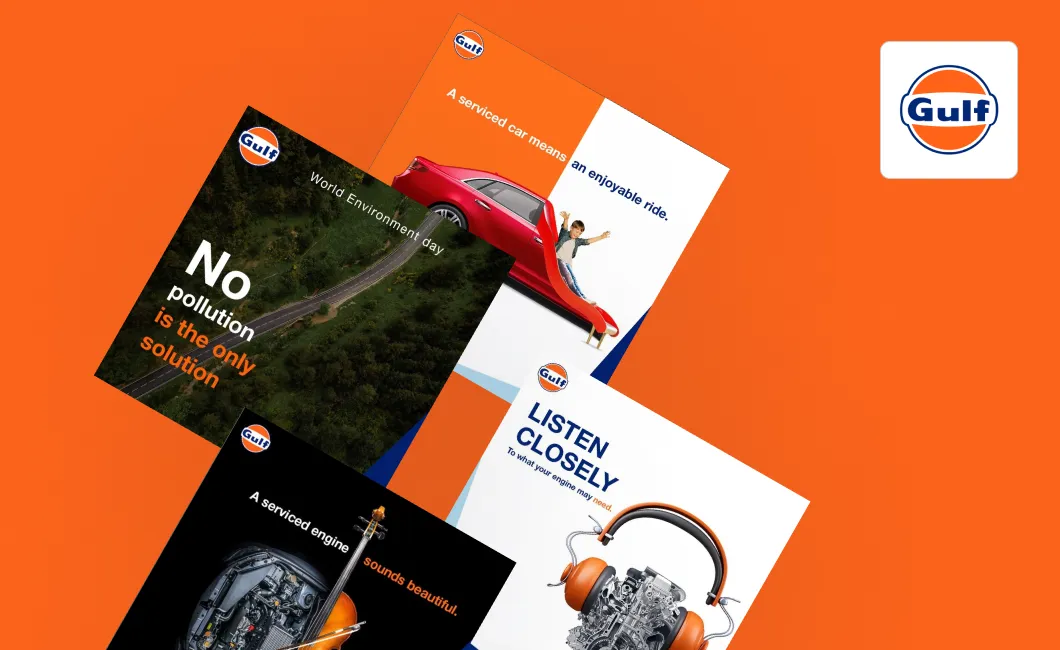 Gulf
A serviced car means an enjoyable ride.
Gulf
Gulf
World Environment day
No
pollution
is the only
solution
Gulf
LISTEN
CLOSELY
To what your engine may need.
Gulf
A serviced engine sounds beautiful.